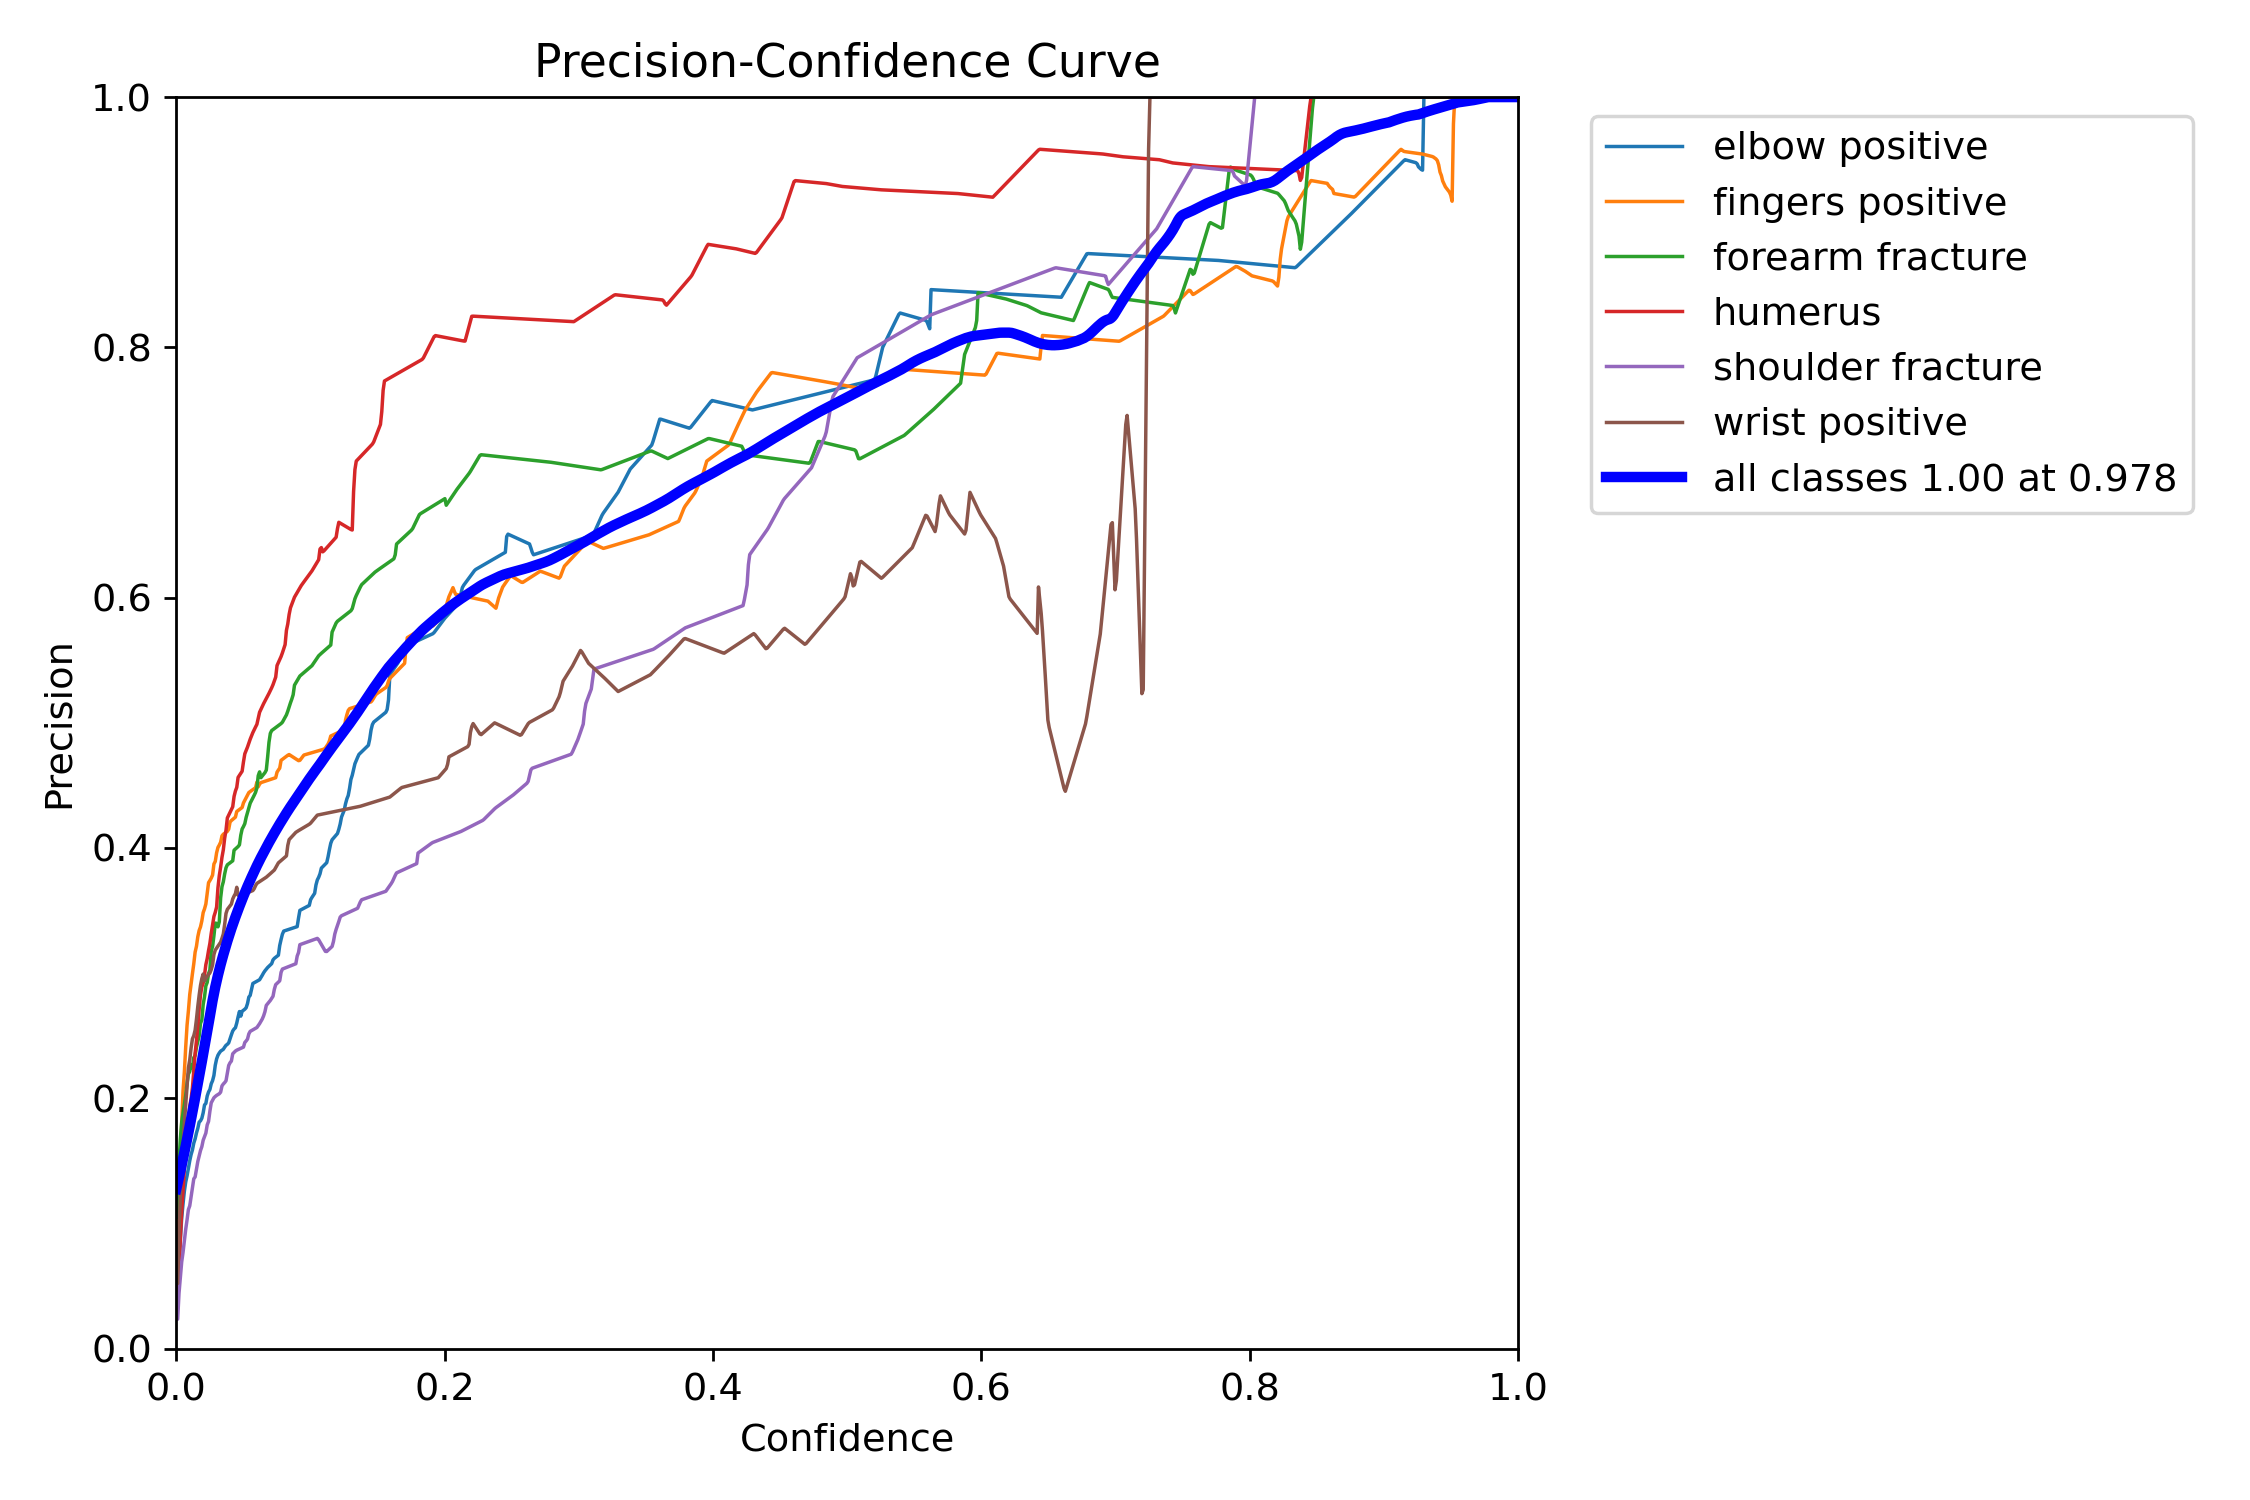 Precision-Confidence Curve
1.0
0.8
0.6
0.4
0.2
0.0
Precision
0.0 0.2 0.4 0.6 0.8 1.0
Confidence
elbow positive
fingers positive
forearm fracture
humerus
shoulder fracture
wrist positive
all classes 1.00 at 0.978